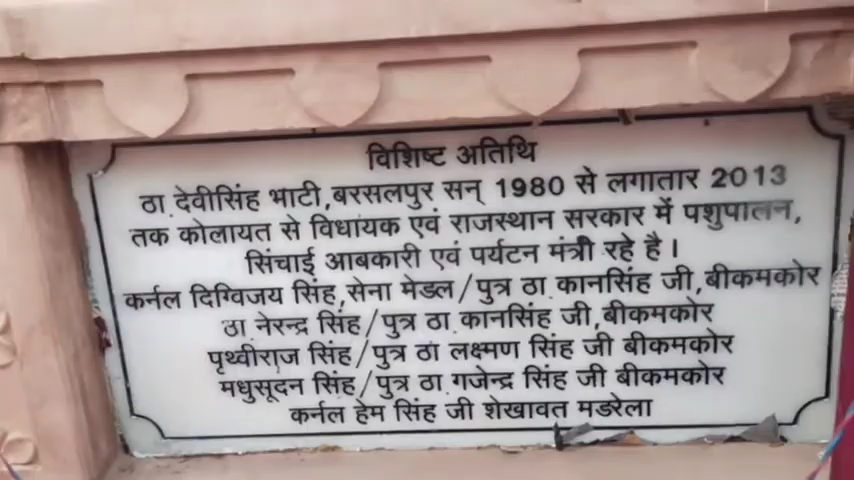 विशिष्ट अतिथि
ठा.देवीसिंह भाटी,बरसलपुर सन् 1980 से लगातार 2013
तक कोलायत से विधायक एवं राजस्थान सरकार में पशुपालन,
सिंचाई आबकारी एवं पर्यटन मंत्री रहे है।
कर्नल दिग्विजय सिंह,सेना मेडल/पुत्र ठा.कानसिंह जी,बीकमकोर
ठा.नेरन्द्र सिंह/पुत्र ठा.कानसिंह जी,बीकमकोर
पृथ्वीराज सिंह/पुत्र ठा.लक्ष्मण सिंह जी बीकमकोर
मधुसूदन सिंह/पुत्र ठा.गजेन्द्र सिंह जी बीकमकोर
कर्नल हेम सिंह जी शेखावत मडरेला